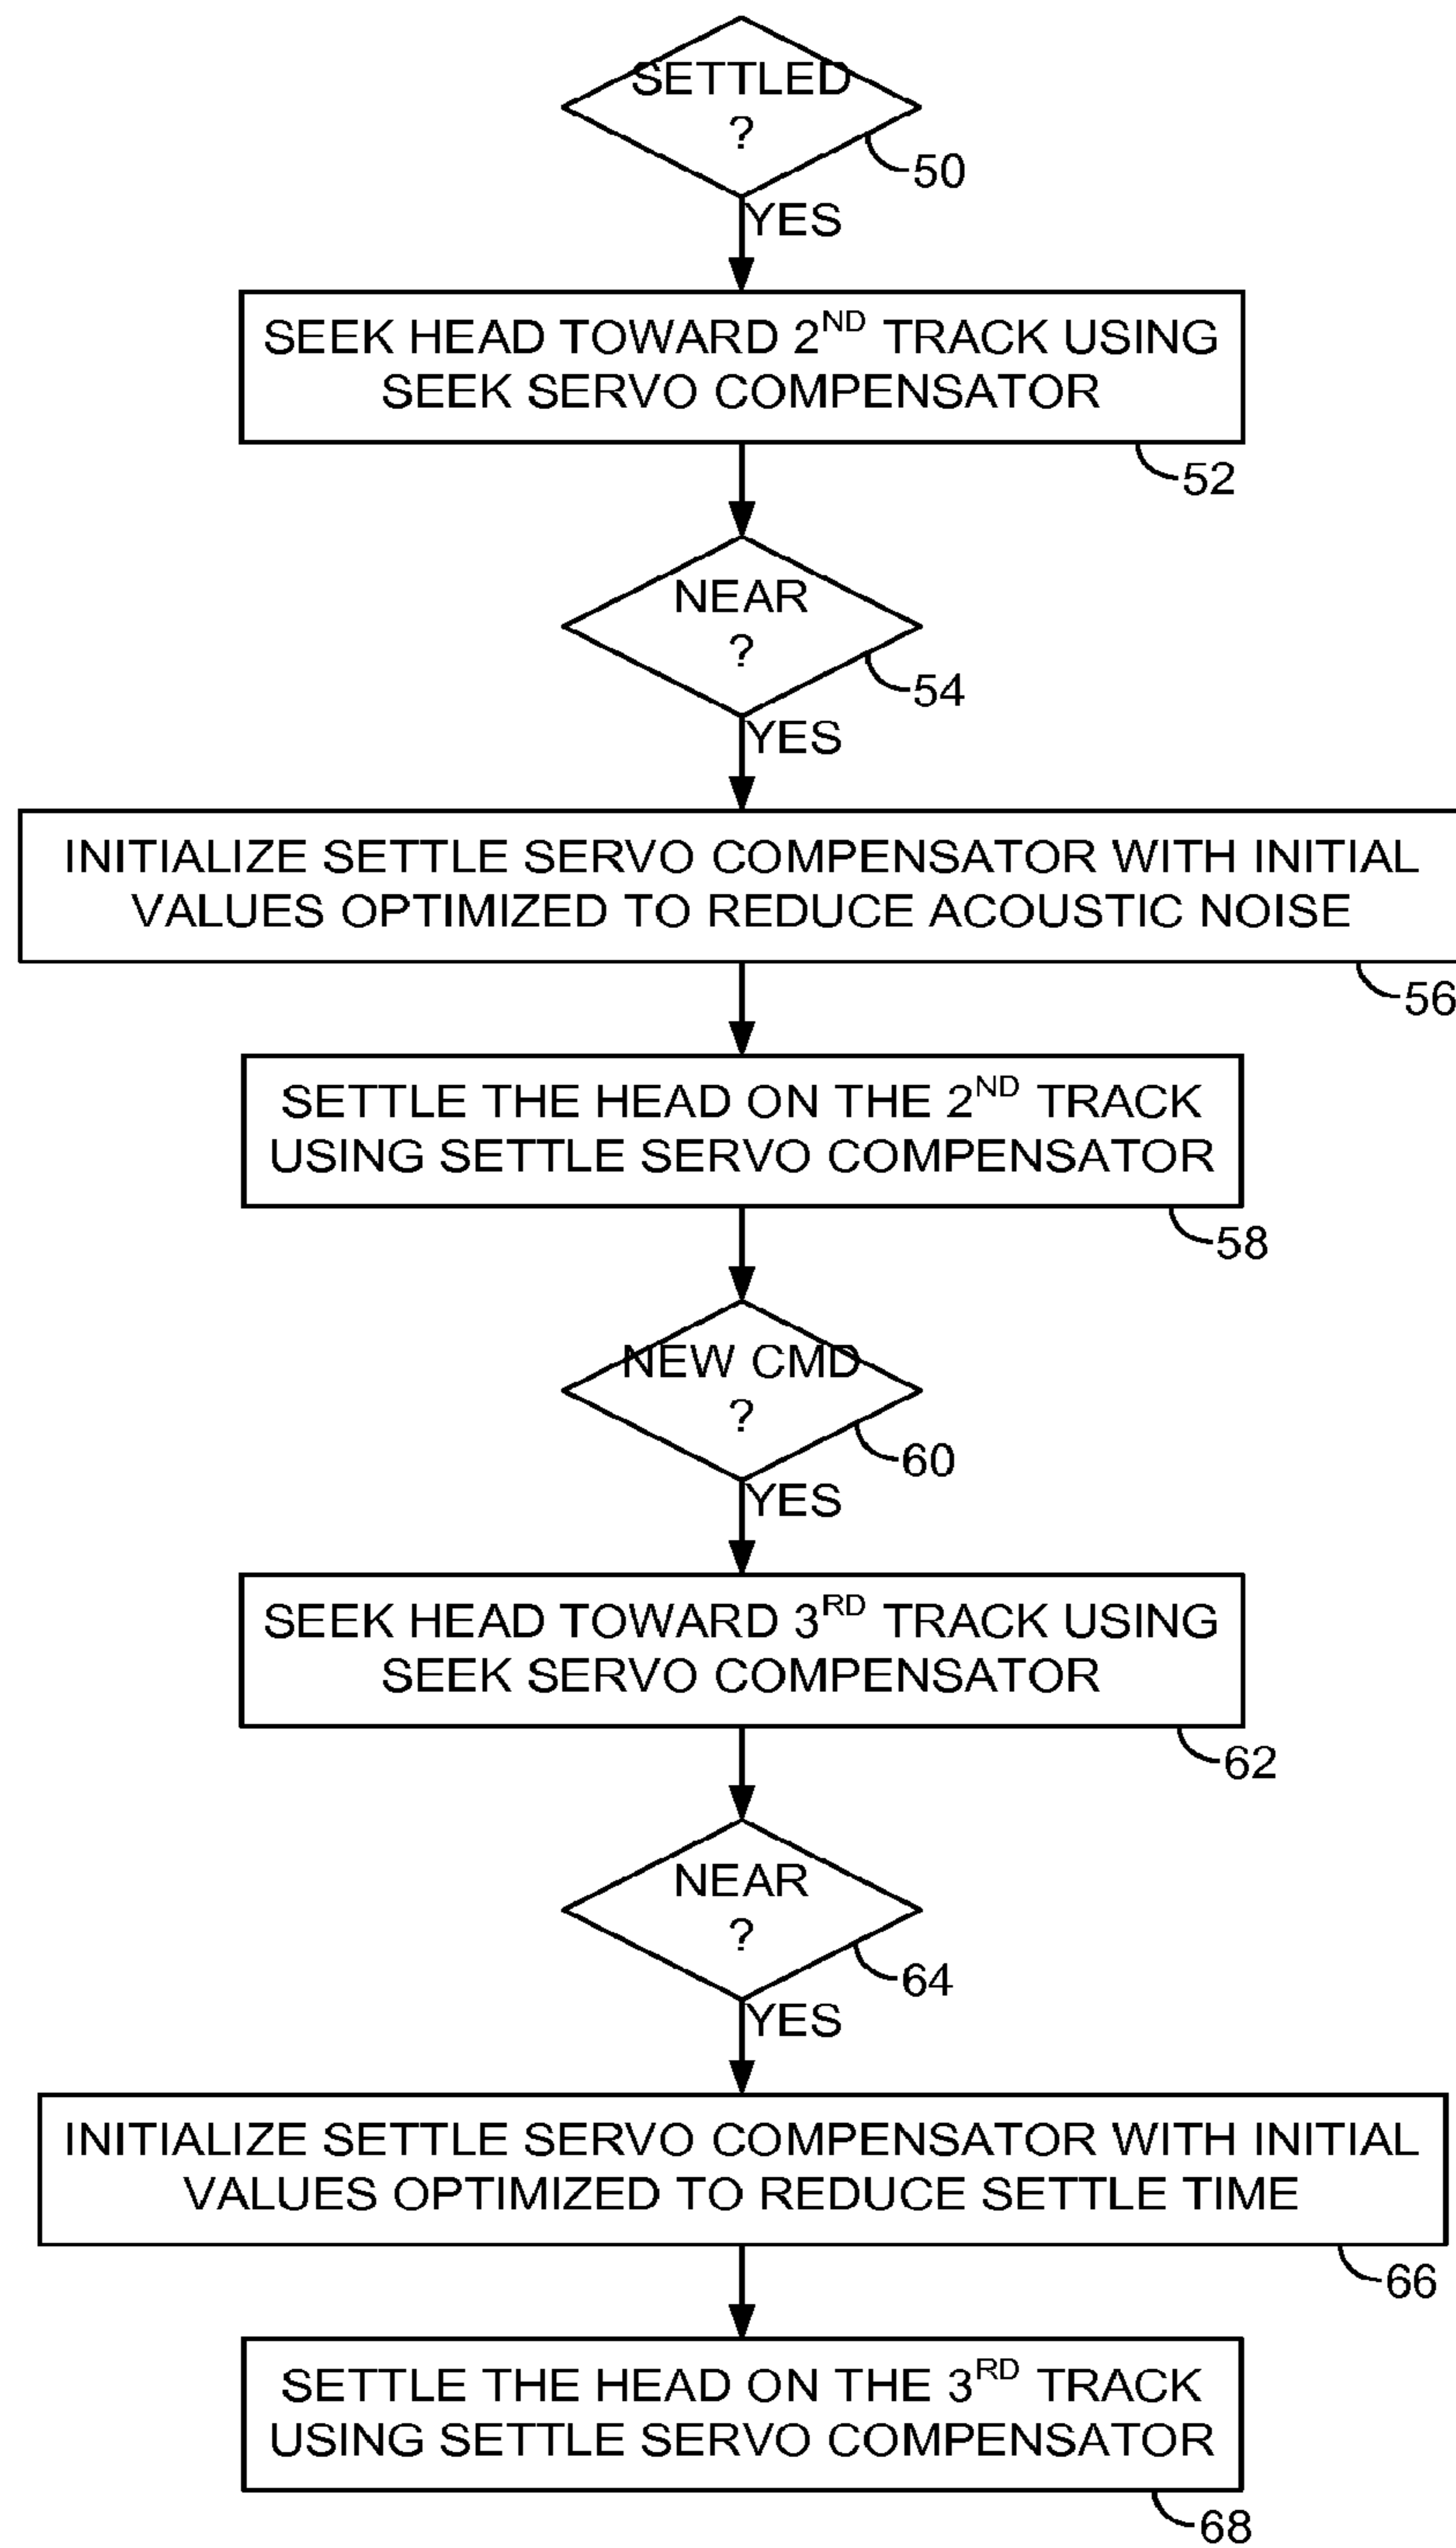 SETTLED
?
50
YES
SEEK HEAD TOWARD 2ND TRACK USING
SEEK SERVO COMPENSATOR
52
NEAR
?
54
YES
INITIALIZE SETTLE SERVO COMPENSATOR WITH INITIAL
VALUES OPTIMIZED TO REDUCE ACOUSTIC NOISE
56
SETTLE THE HEAD ON THE 2ND TRACK
USING SETTLE SERVO COMPENSATOR
58
NEW CMD
?
60
YES
SEEK HEAD TOWARD 3RD TRACK USING
SEEK SERVO COMPENSATOR
62
NEAR
?
64
YES
INITIALIZE SETTLE SERVO COMPENSATOR WITH INITIAL
VALUES OPTIMIZED TO REDUCE SETTLE TIME
66
SETTLE THE HEAD ON THE 3RD TRACK
USING SETTLE SERVO COMPENSATOR
68